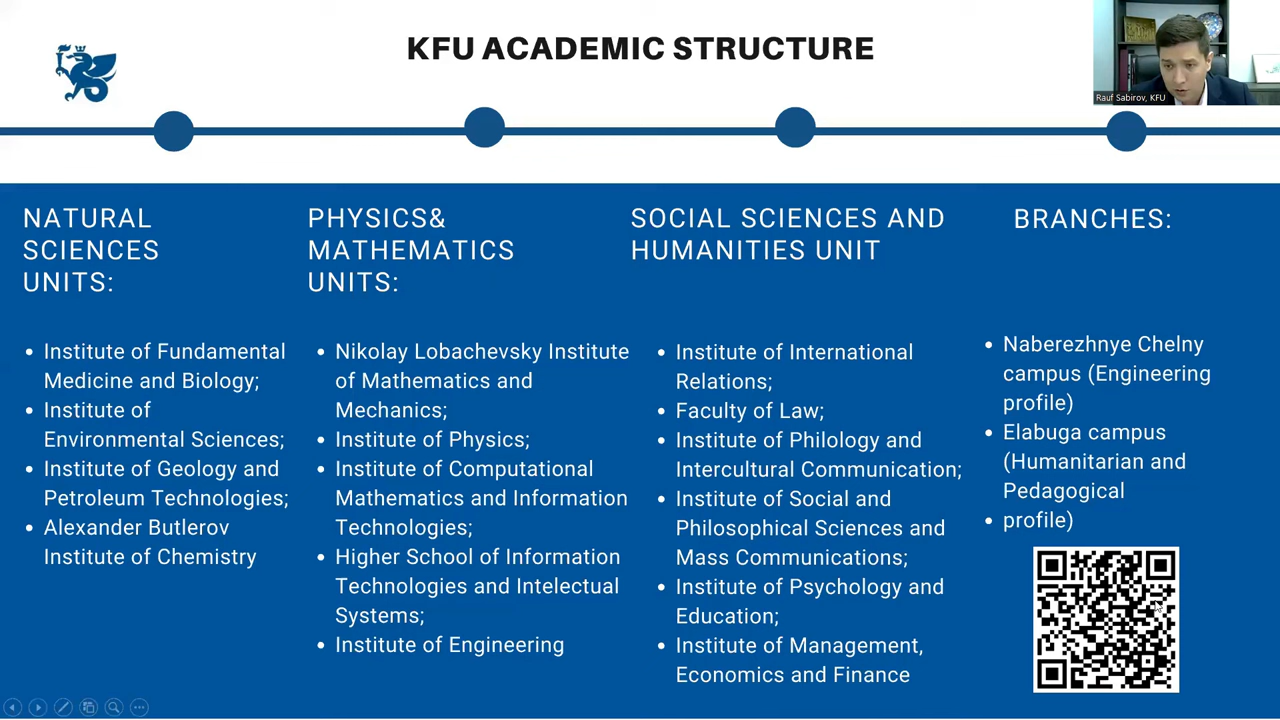 KFU ACADEMIC STRUCTURE
Rauf Sabirov, KFU
NATURAL
SCIENCES
UNITS:
• Institute of Fundamental
Medicine and Biology;
• Institute of
Environmental Sciences;
• Institute of Geology and
Petroleum Technologies;
• Alexander Butlerov
Institute of Chemistry
PHYSICS&
MATHEMATICS
UNITS:
• Nikolay Lobachevsky Institute
of Mathematics and
Mechanics;
• Institute of Physics;
• Institute of Computational
Mathematics and Information
Technologies;
• Higher School of Information
Technologies and Intelectual
Systems;
• Institute of Engineering
SOCIAL SCIENCES AND
HUMANITIES UNIT
• Institute of International
Relations;
• Faculty of Law;
• Institute of Philology and
Intercultural Communication;
• Institute of Social and
Philosophical Sciences and
Mass Communications;
• Institute of Psychology and
Education;
• Institute of Management,
Economics and Finance
BRANCHES:
• Naberezhnye Chelny
campus (Engineering
profile)
• Elabuga campus
(Humanitarian and
Pedagogical
• profile)